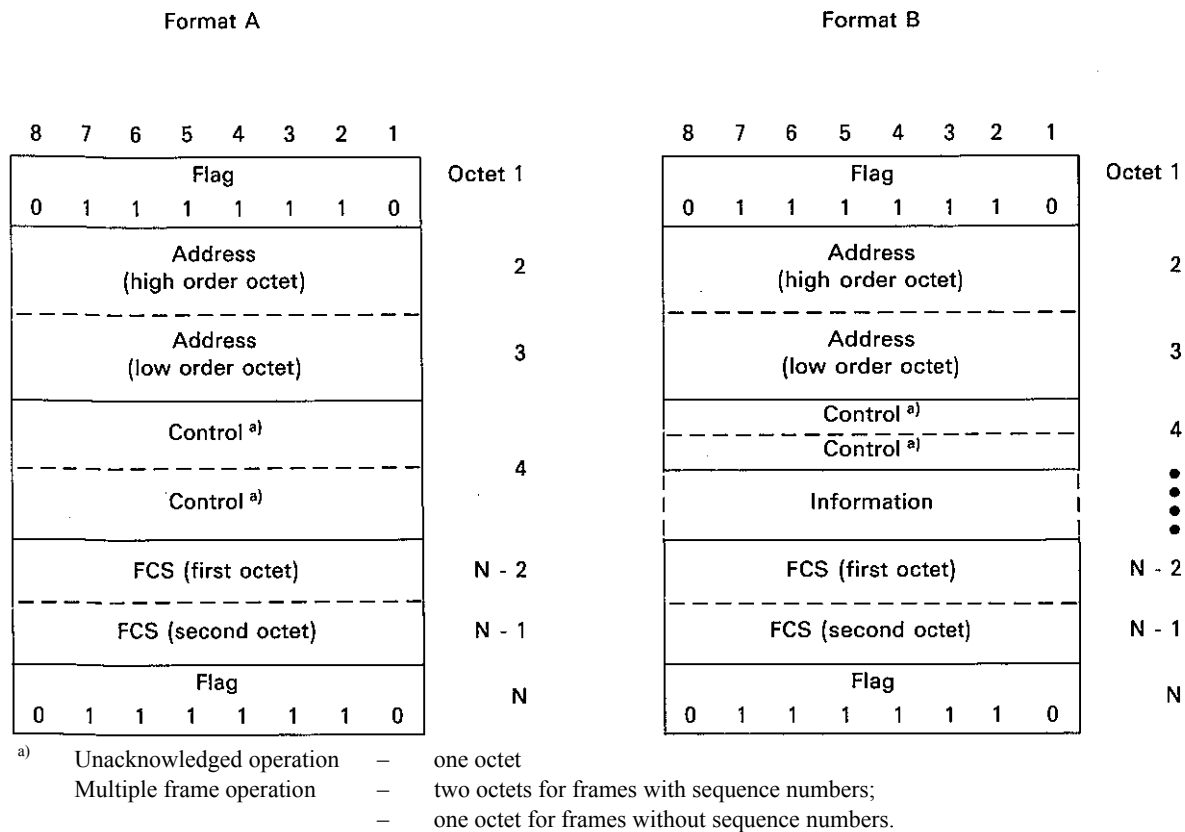 Format A
8 7 6 5 4 3 2 1
Flag
0 1 1 1 1 1 1 0
Octet 1
Address
(high order octet)
2
Address
(low order octet)
3
Control a)
4
Control a)
FCS (first octet)
N - 2
FCS (second octet)
N - 1
Flag
0 1 1 1 1 1 1 0
N
Format B
8 7 6 5 4 3 2 1
Flag
0 1 1 1 1 1 1 0
Octet 1
Address
(high order octet)
2
Address
(low order octet)
3
Control a)
4
Control a)
Information
FCS (first octet)
N - 2
FCS (second octet)
N - 1
Flag
0 1 1 1 1 1 1 0
N
a) Unacknowledged operation – one octet
Multiple frame operation – two octets for frames with sequence numbers;
– one octet for frames without sequence numbers.